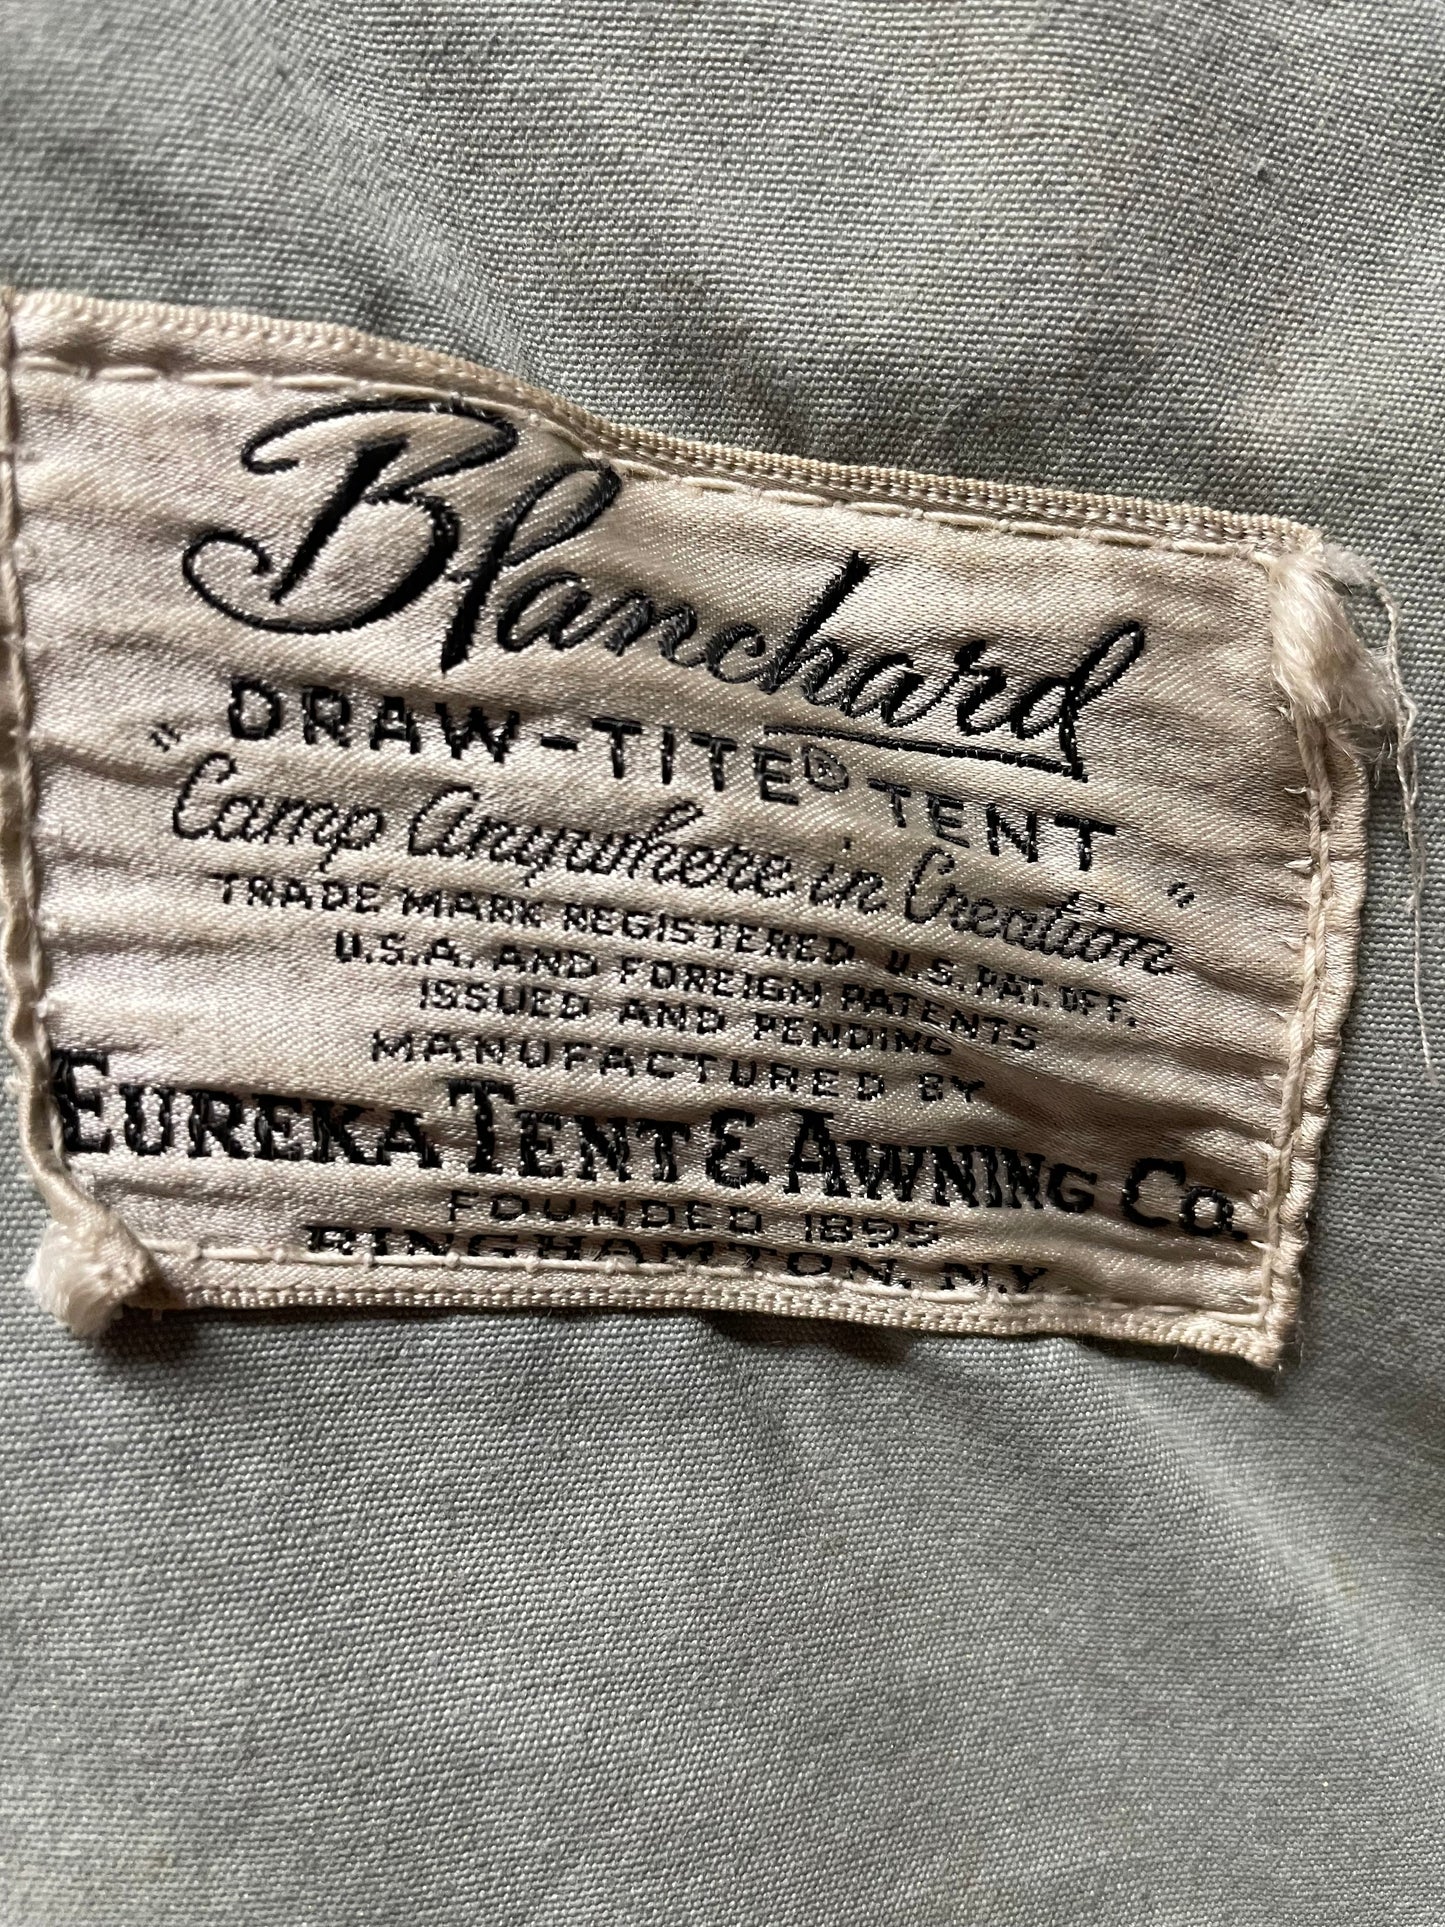 Blanchard
DRAW-TITE® TENT
"Camp Anywhere in Creation"
TRADE MARK REGISTERED U.S. PAT. OFF.
U.S.A. AND FOREIGN PATENTS
ISSUED AND PENDING
MANUFACTURED BY
EUREKA TENT & AWNING CO.
FOUNDED 1895
BINGHAMTON, N.Y.